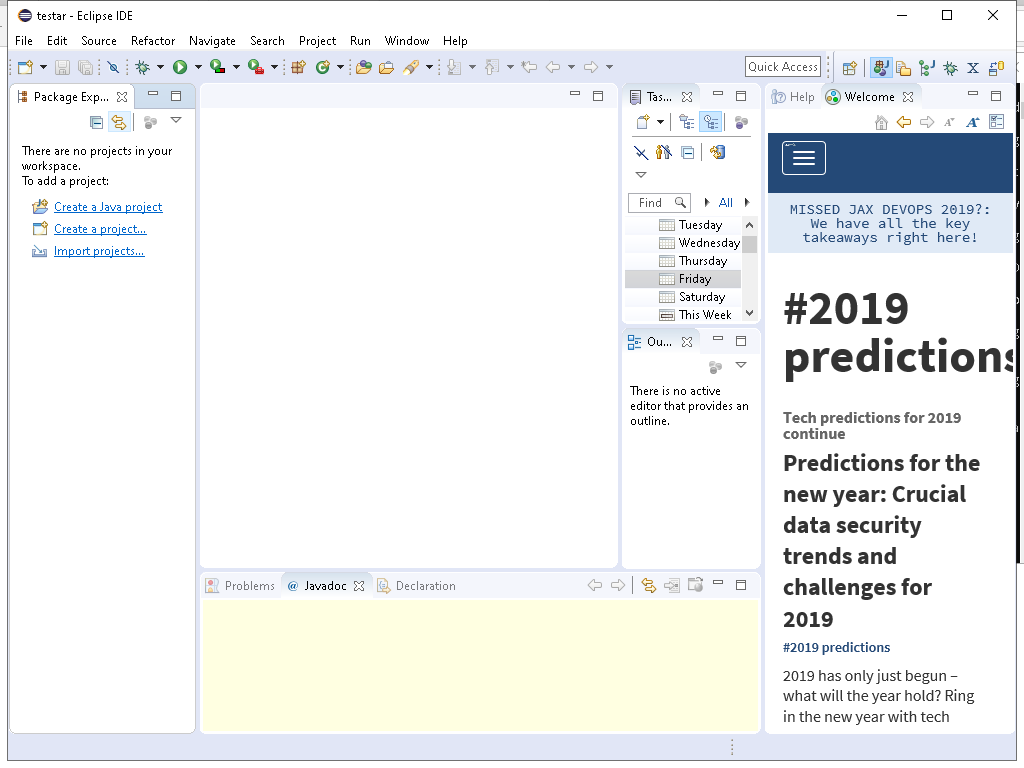 testar - Eclipse IDE
File Edit Source Refactor Navigate Search Project Run Window Help
Quick Access
Package Exp...
There are no projects in your
workspace.
To add a project:
Create a Java project
Create a project...
Import projects...
Tas...
Find
All
Tuesday
Wednesday
Thursday
Friday
Saturday
This Week
Ou...
There is no active
editor that provides an
outline.
Problems @ Javadoc Declaration
Help Welcome
MISSED JAX DEVOPS 2019?:
We have all the key
takeaways right here!
#2019
predictions
Tech predictions for 2019
continue
Predictions for the
new year: Crucial
data security
trends and
challenges for
2019
#2019 predictions
2019 has only just begun –
what will the year hold? Ring
in the new year with tech